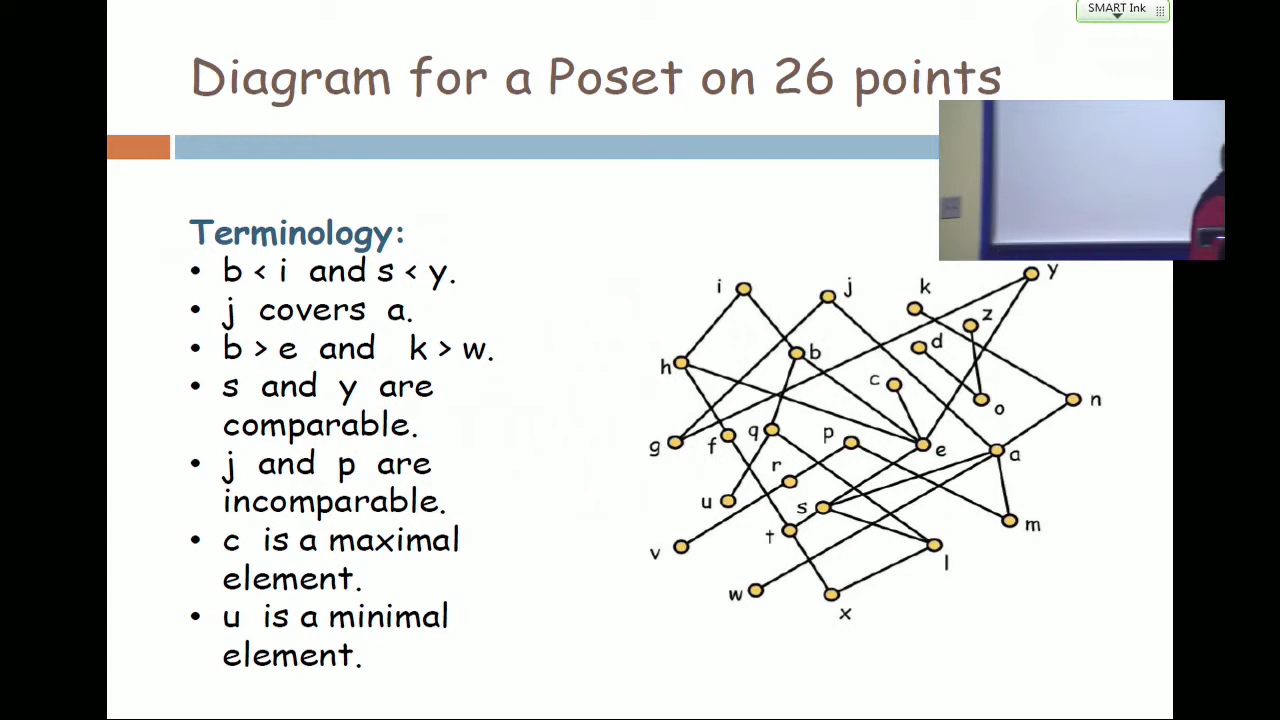 SMART Ink
Diagram for a Poset on 26 points
Terminology:
• b < i and s < y.
• j covers a.
• b > e and k > w.
• s and y are
comparable.
• j and p are
incomparable.
• c is a maximal
element.
• u is a minimal
element.
i
j
k
y
z
d
b
h
c
n
o
g
f
q
p
e
a
r
u
s
m
t
v
l
w
x